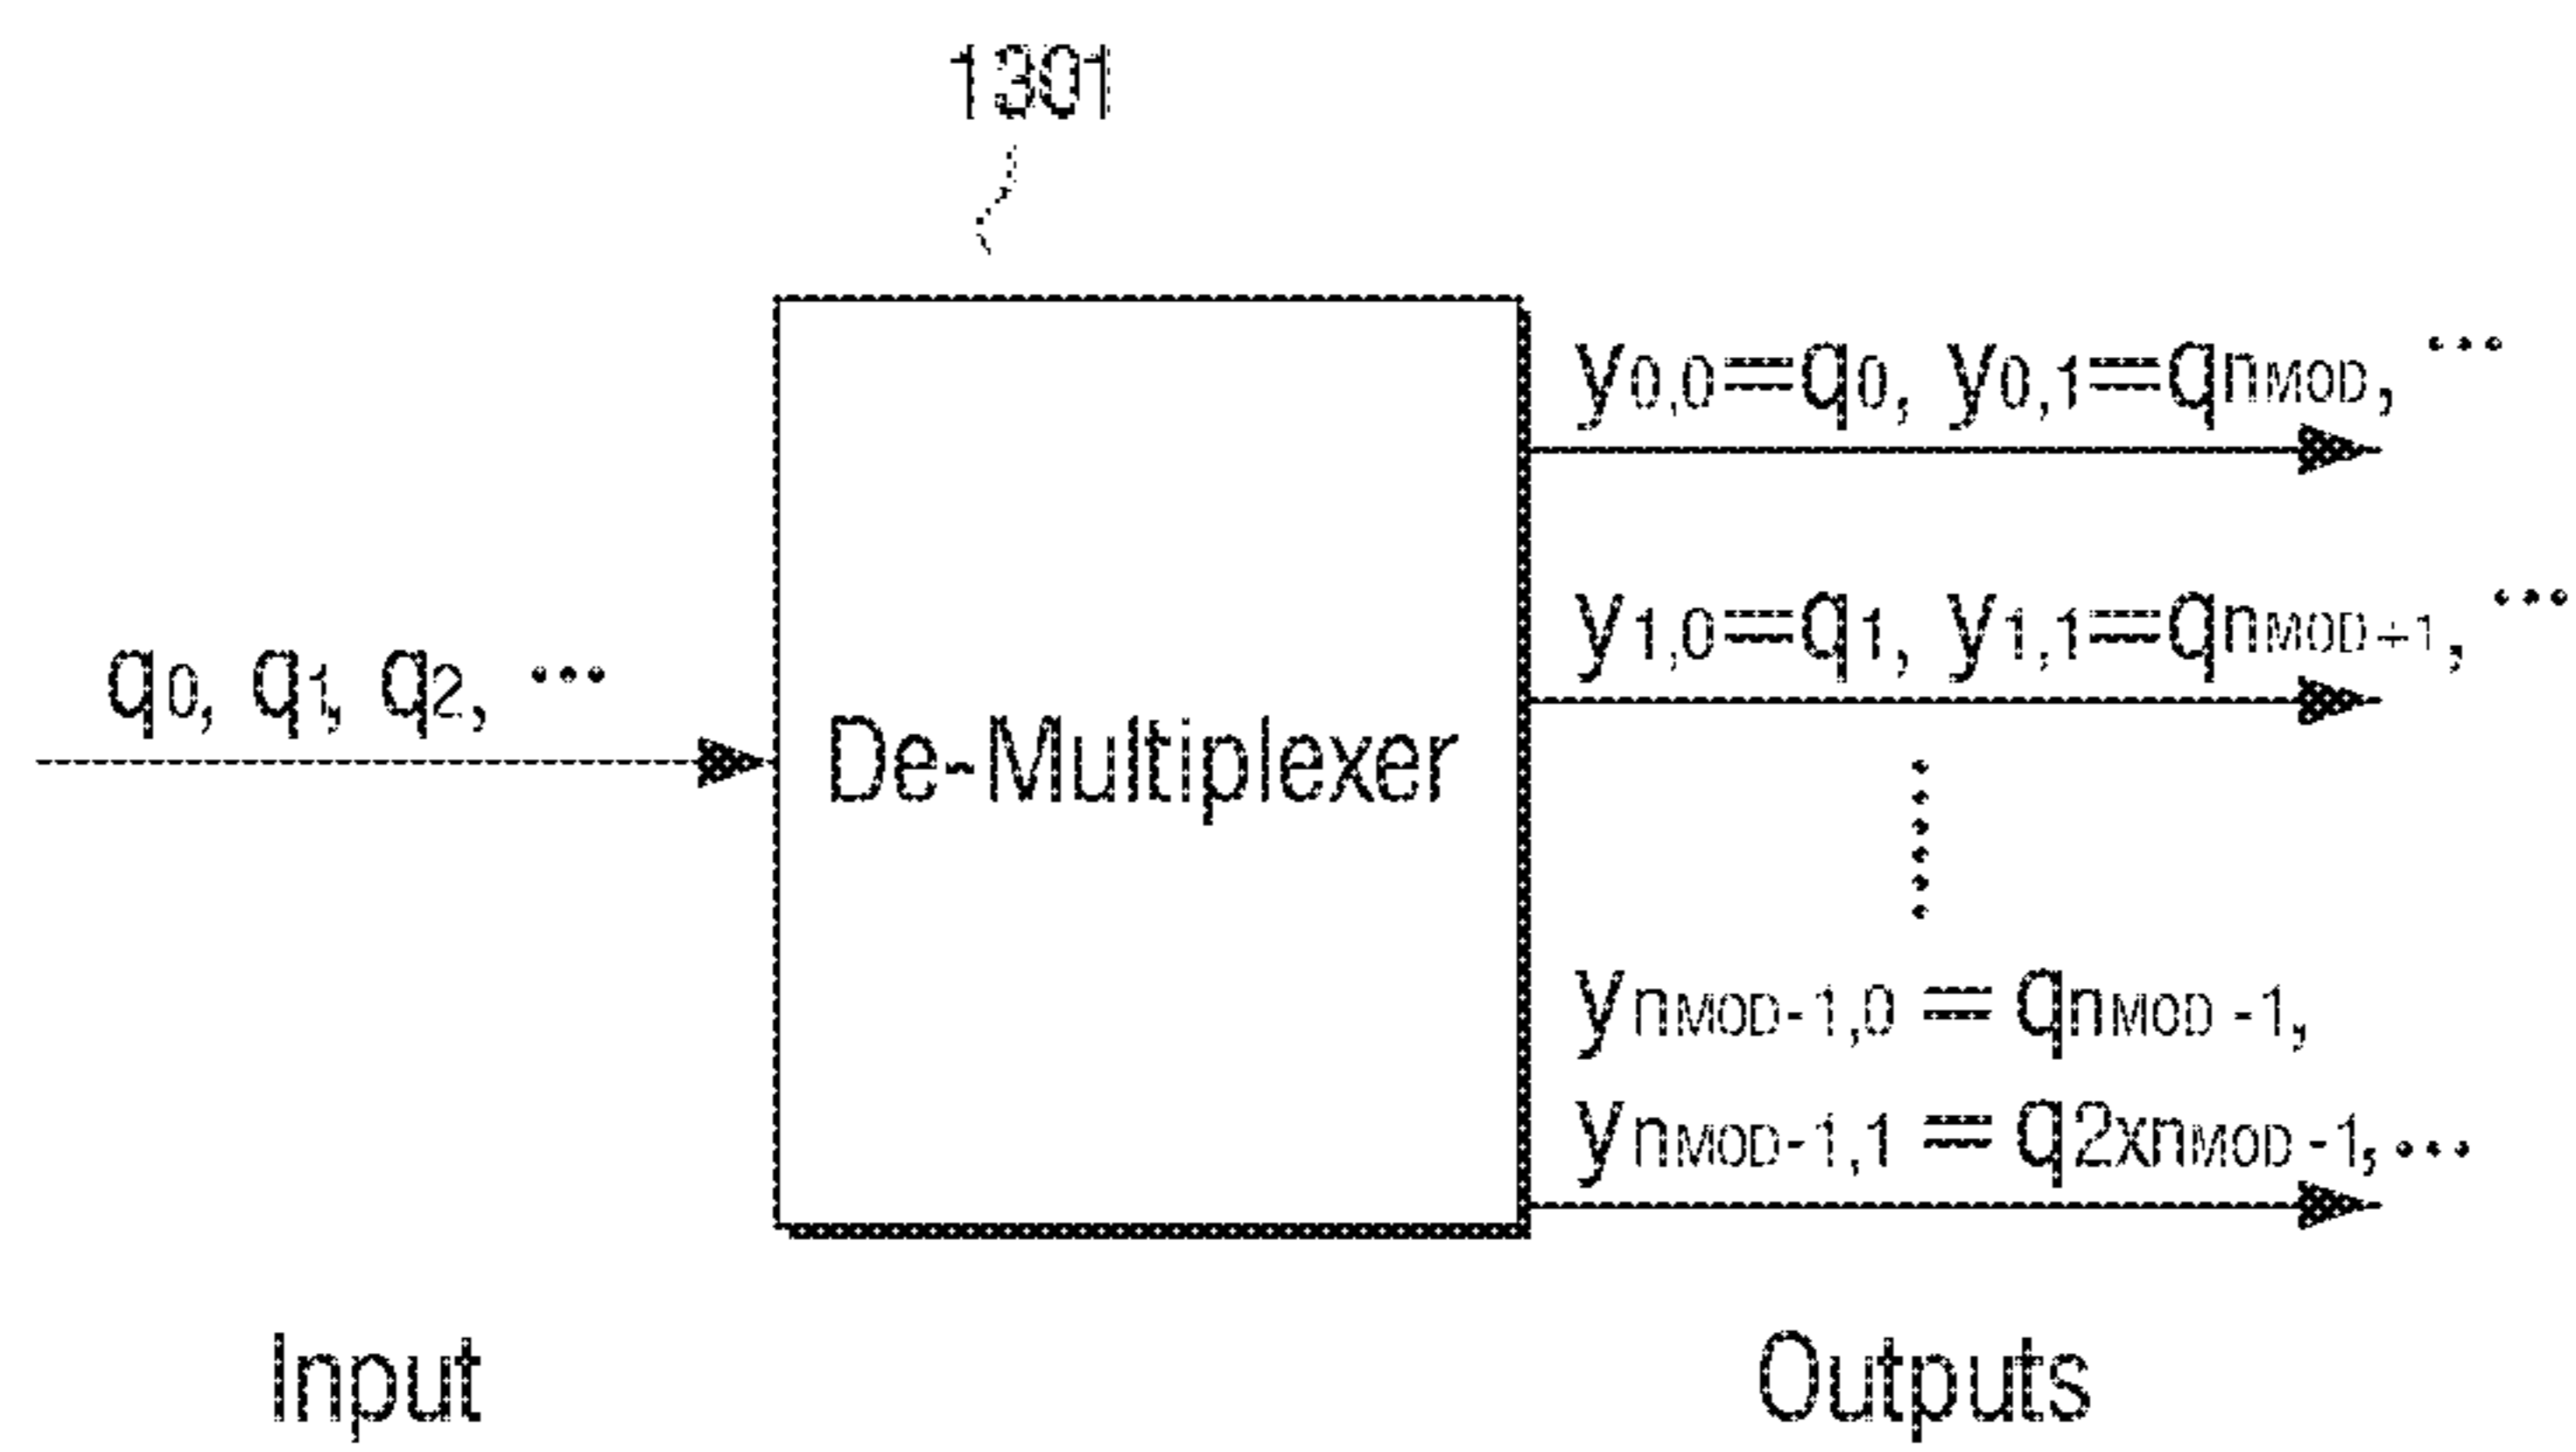 1301
y0,0=q0, y0,1=qnMOD, ...
y1,0=q1, y1,1=qnMOD+1, ...
q0, q1, q2, ...
De-Multiplexer
ynMOD-1,0 = qnMOD -1,
ynMOD-1,1 = q2xnMOD -1, ...
Input
Outputs